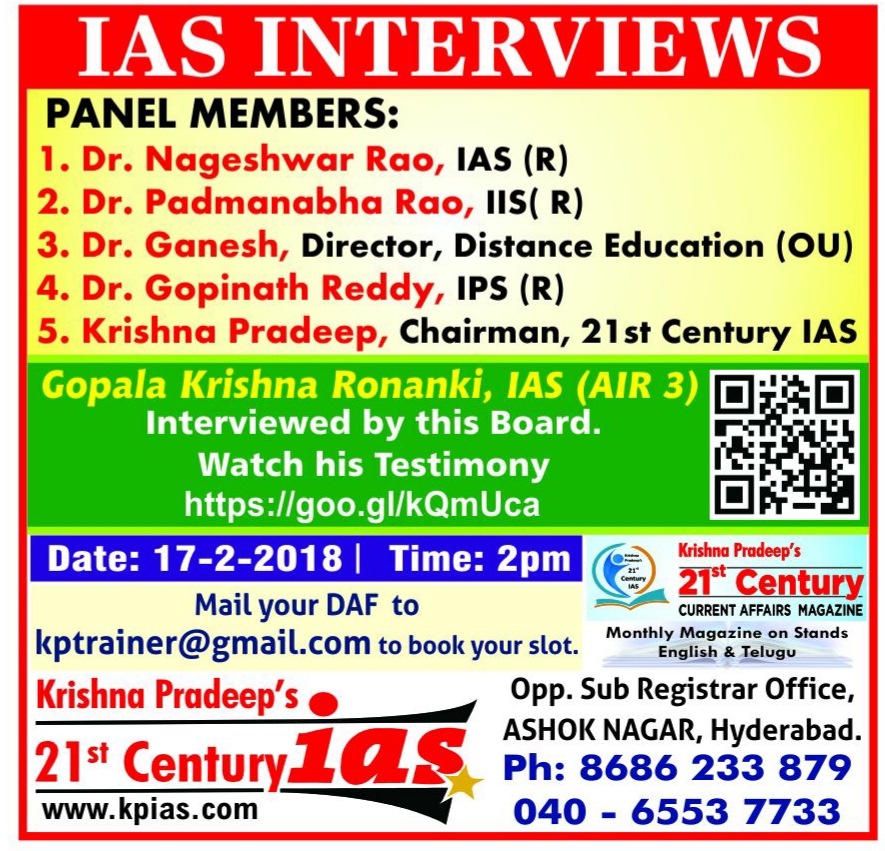 IAS INTERVIEWS
PANEL MEMBERS:
1. Dr. Nageshwar Rao, IAS (R)
2. Dr. Padmanabha Rao, IIS( R)
3. Dr. Ganesh, Director, Distance Education (OU)
4. Dr. Gopinath Reddy, IPS (R)
5. Krishna Pradeep, Chairman, 21st Century IAS
Gopala Krishna Ronanki, IAS (AIR 3)
Interviewed by this Board.
Watch his Testimony
https://goo.gl/kQmUca
Date: 17-2-2018 | Time: 2pm
Mail your DAF to
kptrainer@gmail.com to book your slot.
Krishna
Pradeep's
21st
Century
IAS
Krishna Pradeep's
21st Century
CURRENT AFFAIRS MAGAZINE
Monthly Magazine on Stands
English & Telugu
Krishna Pradeep's
21st Century ias
www.kpias.com
Opp. Sub Registrar Office,
ASHOK NAGAR, Hyderabad.
Ph: 8686 233 879
040 - 6553 7733